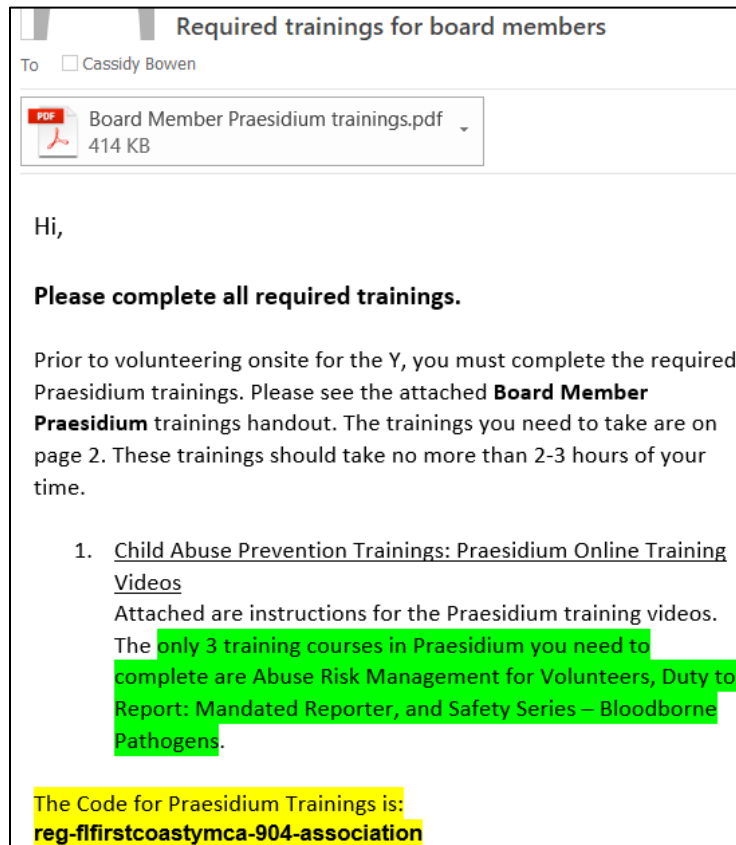 Required trainings for board members
To Cassidy Bowen
PDF
Board Member Praesidium trainings.pdf
414 KB
Hi,
Please complete all required trainings.
Prior to volunteering onsite for the Y, you must complete the required
Praesidium trainings. Please see the attached Board Member
Praesidium trainings handout. The trainings you need to take are on
page 2. These trainings should take no more than 2-3 hours of your
time.
1. Child Abuse Prevention Trainings: Praesidium Online Training
Videos
Attached are instructions for the Praesidium training videos.
The only 3 training courses in Praesidium you need to
complete are Abuse Risk Management for Volunteers, Duty to
Report: Mandated Reporter, and Safety Series – Bloodborne
Pathogens.
The Code for Praesidium Trainings is:
reg-flfirstcoastymca-904-association